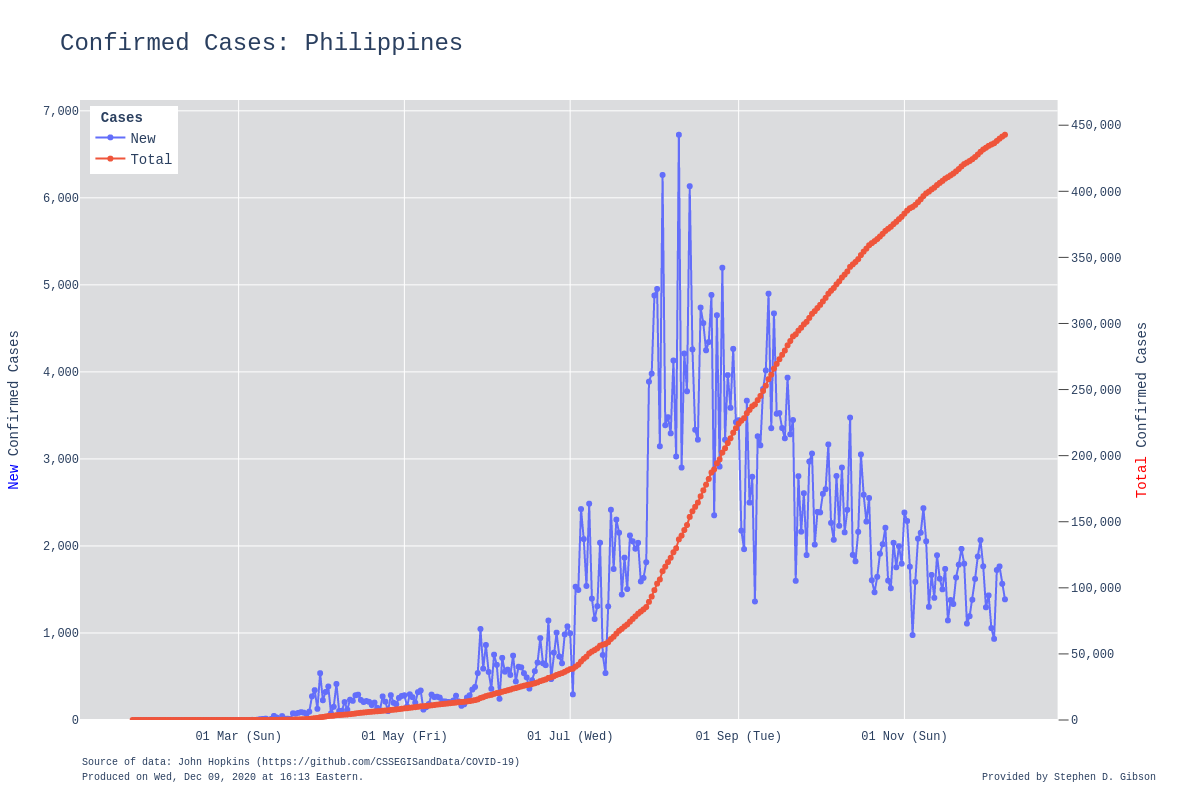 Confirmed Cases: Philippines
Cases
New
Total
7,000
6,000
5,000
4,000
3,000
2,000
1,000
0
New Confirmed Cases
450,000
400,000
350,000
300,000
250,000
200,000
150,000
100,000
50,000
0
Total Confirmed Cases
01 Mar (Sun) 01 May (Fri) 01 Jul (Wed) 01 Sep (Tue) 01 Nov (Sun)
Source of data: John Hopkins (https://github.com/CSSEGISandData/COVID-19)
Produced on Wed, Dec 09, 2020 at 16:13 Eastern.
Provided by Stephen D. Gibson